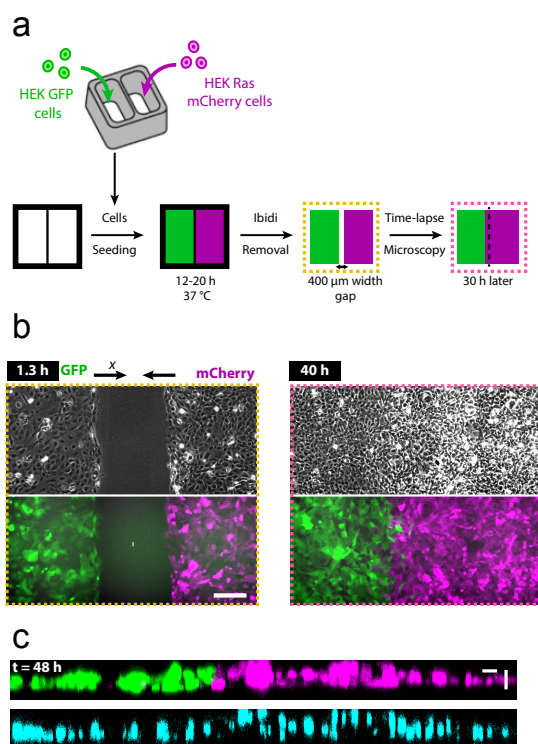 a
HEK GFP
cells
HEK Ras
mCherry cells
Cells
Seeding
Ibidi
Removal
Time-lapse
Microscopy
12-20 h
37 °C
400 µm width
gap
30 h later
b
1.3 h
GFP
x
mCherry
40 h
c
t = 48 h